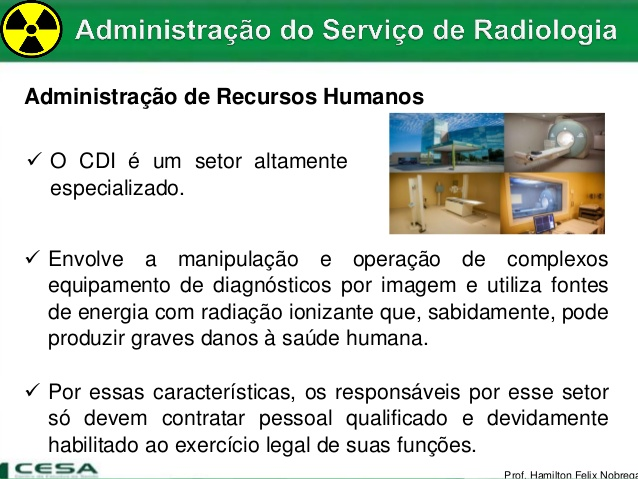 Administração do Serviço de Radiologia
Administração de Recursos Humanos
✓ O CDI é um setor altamente
especializado.
✓ Envolve a manipulação e operação de complexos
equipamento de diagnósticos por imagem e utiliza fontes
de energia com radiação ionizante que, sabidamente, pode
produzir graves danos à saúde humana.
✓ Por essas características, os responsáveis por esse setor
só devem contratar pessoal qualificado e devidamente
habilitado ao exercício legal de suas funções.
CESA
Prof. Hamilton Felix Nobrega